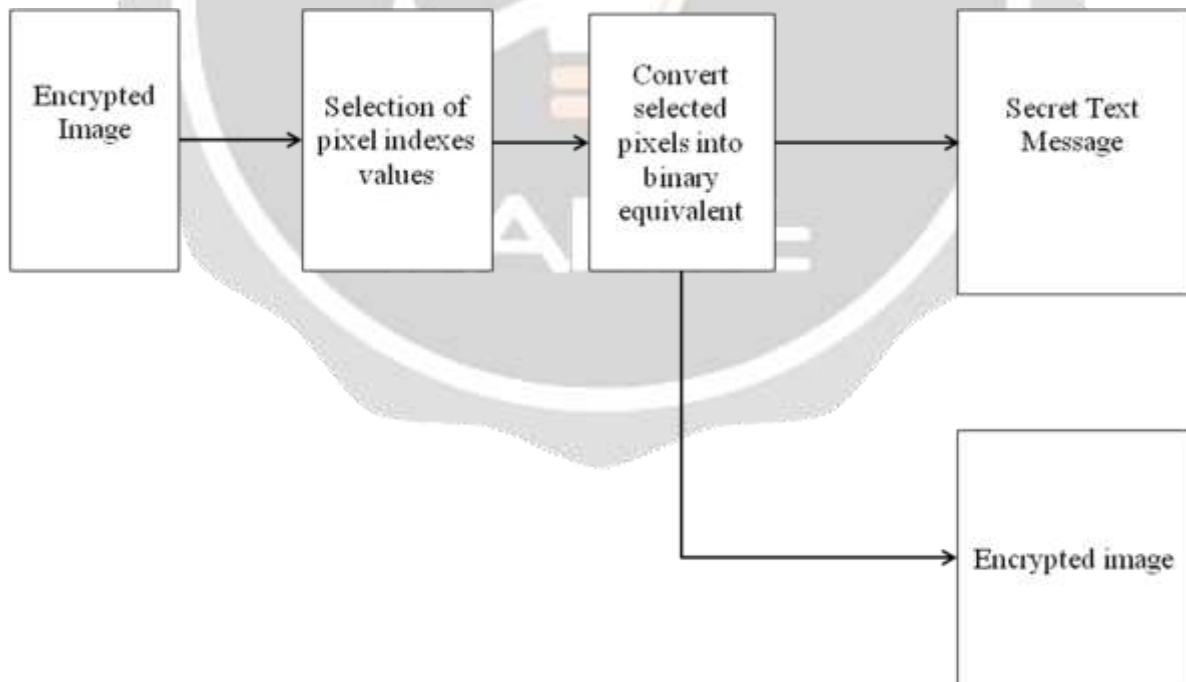 Encrypted
Image
Selection of
pixel indexes
values
Convert
selected
pixels into
binary
equivalent
Secret Text
Message
Encrypted image